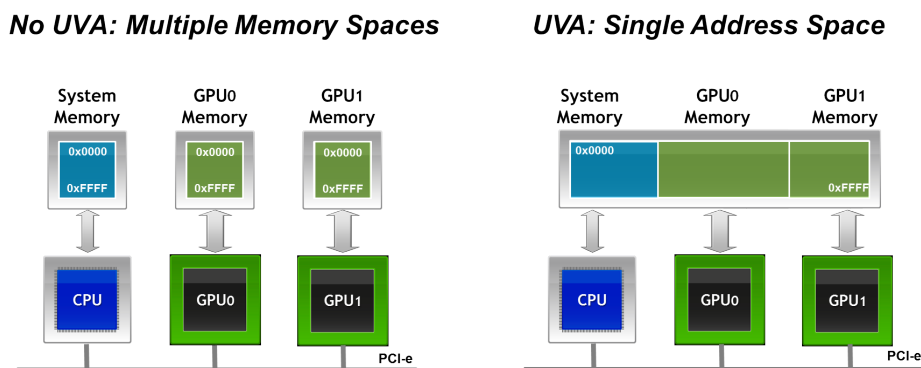 No UVA: Multiple Memory Spaces
System
Memory
GPU0
Memory
GPU1
Memory
0x0000
0xFFFF
0x0000
0xFFFF
0x0000
0xFFFF
CPU
GPU0
GPU1
PCI-e
UVA: Single Address Space
System
Memory
GPU0
Memory
GPU1
Memory
0x0000
0xFFFF
CPU
GPU0
GPU1
PCI-e